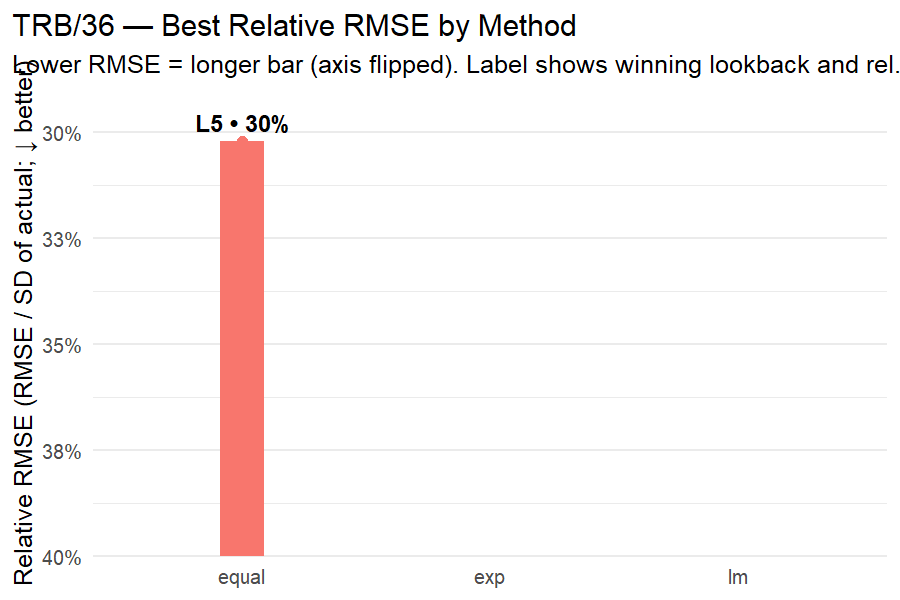 TRB/36 — Best Relative RMSE by Method
Lower RMSE = longer bar (axis flipped). Label shows winning lookback and rel.
Relative RMSE (RMSE / SD of actual; ↓ better)
L5 • 30%
30%
33%
35%
38%
40%
equal
exp
lm